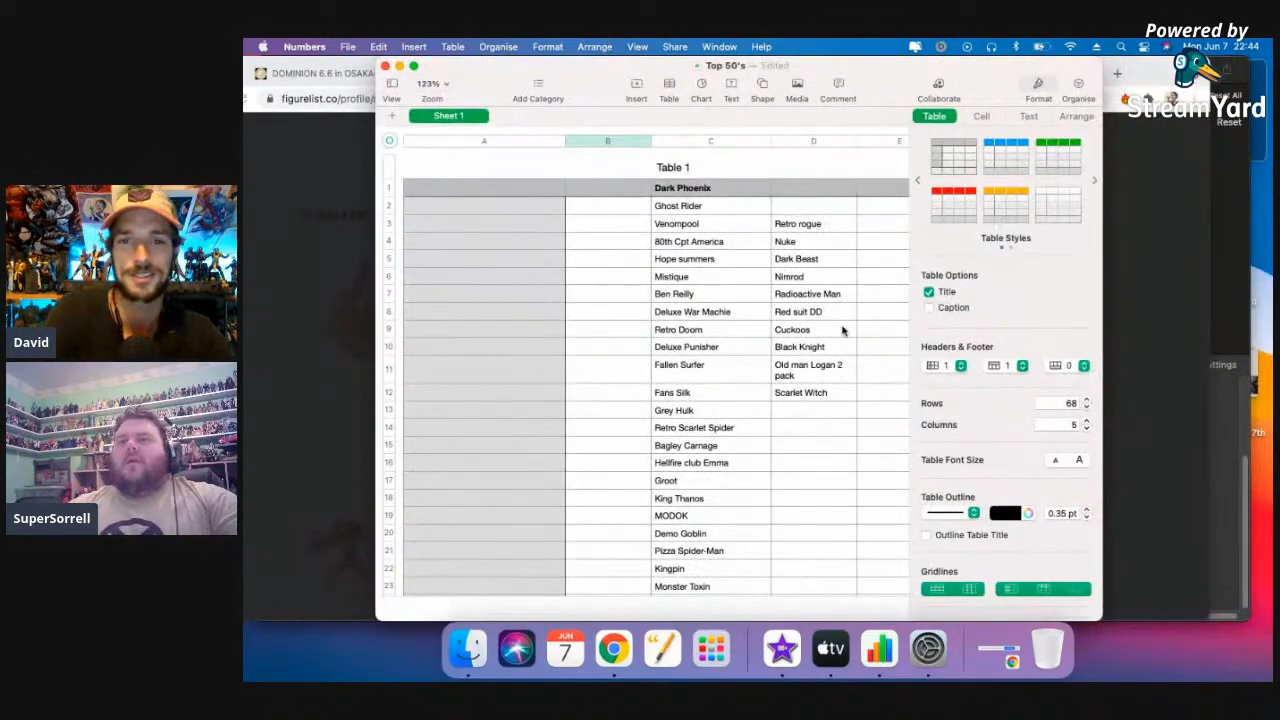 Powered by
StreamYard
Numbers File Edit Insert Table Organise Format Arrange View Share Window Help
Mon Jun 7 22:44
DOMINION 6.6 in OSAKA
figurelist.co/profile/
Top 50's — Edited
123%
View Zoom Add Category Insert Table Chart Text Shape Media Comment Collaborate Format Organise
Reset All
Reset
Sheet 1
Table Cell Text Arrange
A B C D E
Table 1
1 Dark Phoenix
2 Ghost Rider
3 Venompool Retro rogue
4 80th Cpt America Nuke
5 Hope summers Dark Beast
6 Mistique Nimrod
7 Ben Reilly Radioactive Man
8 Deluxe War Machie Red suit DD
9 Retro Doom Cuckoos
10 Deluxe Punisher Black Knight
11 Fallen Surfer Old man Logan 2
pack
12 Fans Silk Scarlet Witch
13 Grey Hulk
14 Retro Scarlet Spider
15 Bagley Carnage
16 Hellfire club Emma
17 Groot
18 King Thanos
19 MODOK
20 Demo Goblin
21 Pizza Spider-Man
22 Kingpin
23 Monster Toxin
Table Styles
Table Options
Title
Caption
Headers & Footer
1 1 0
Rows 68
Columns 5
Table Font Size A A
Table Outline
0.35 pt
Outline Table Title
Gridlines
ttings
7th
David
SuperSorrell
JUN
7
tv